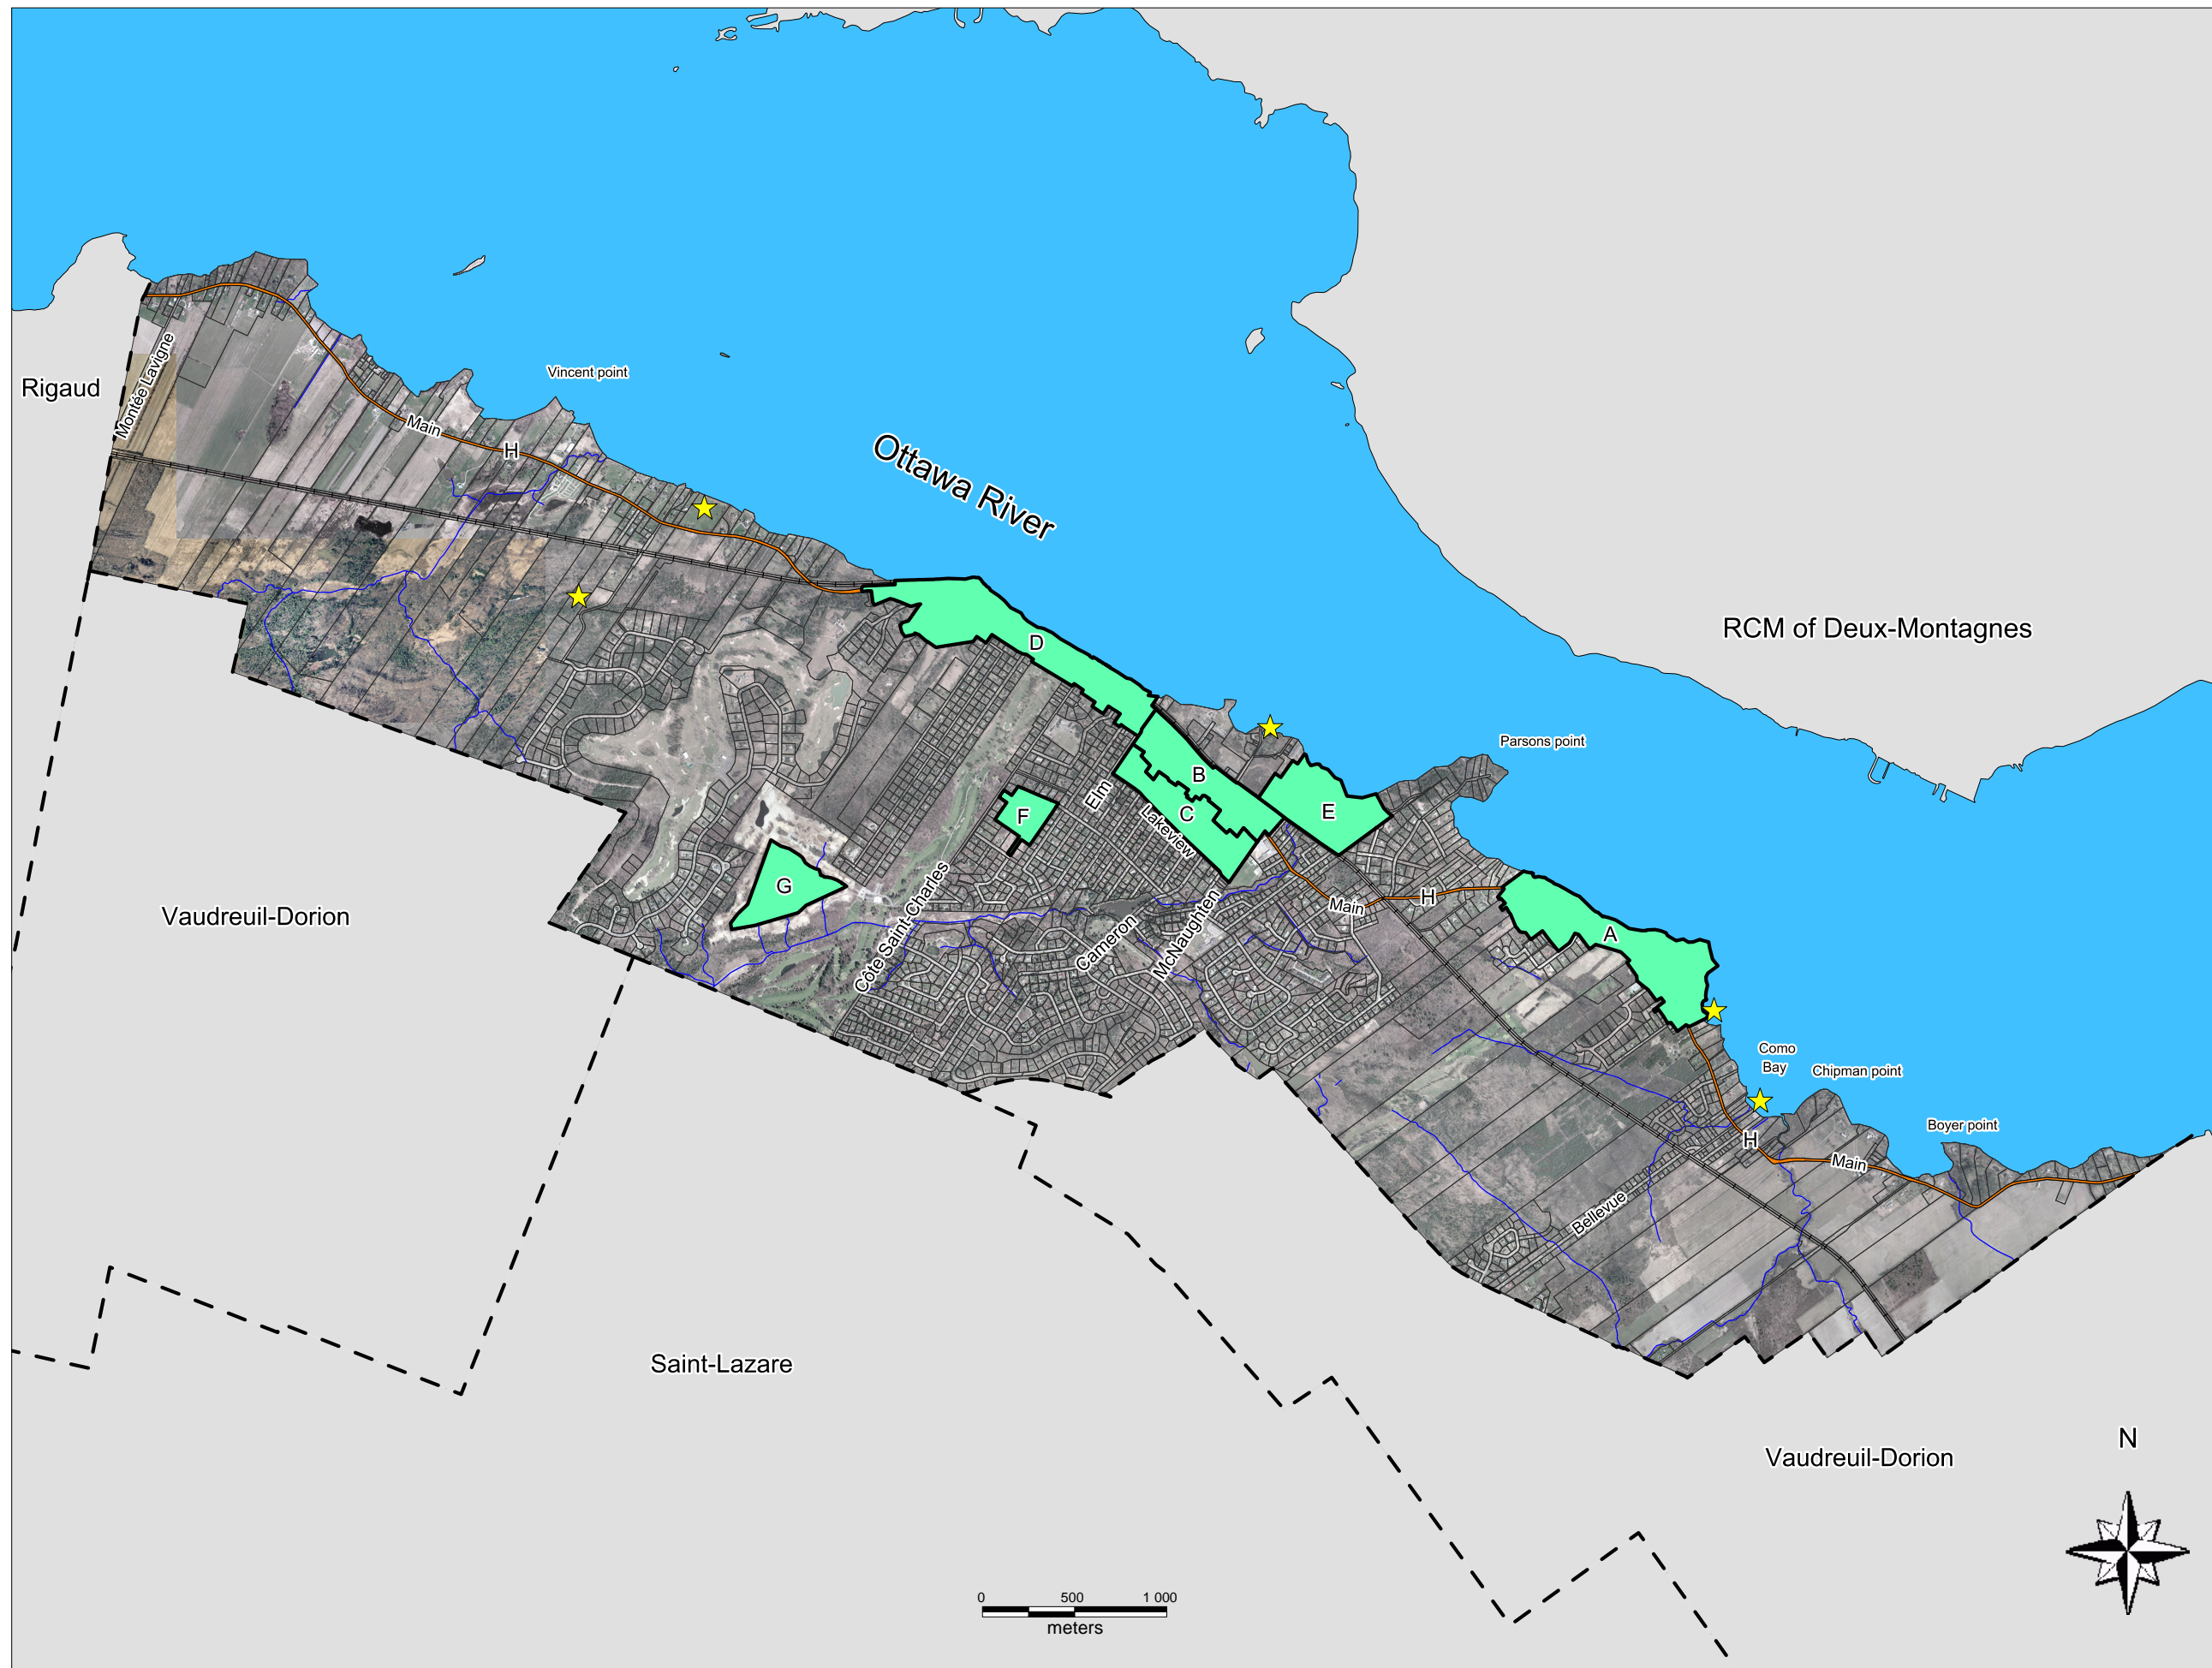 Vincent point
Rigaud
Montée Lavigne
Main
H
Ottawa River
RCM of Deux-Montagnes
D
Parsons point
B
E
Elm
F
C
Lakeview
G
Côte Saint-Charles
Main
H
Cameron
McNaughten
A
Vaudreuil-Dorion
Como
Bay
Chipman point
Boyer point
H
Main
Bellevue
Saint-Lazare
Vaudreuil-Dorion
N
0 500 1 000
meters